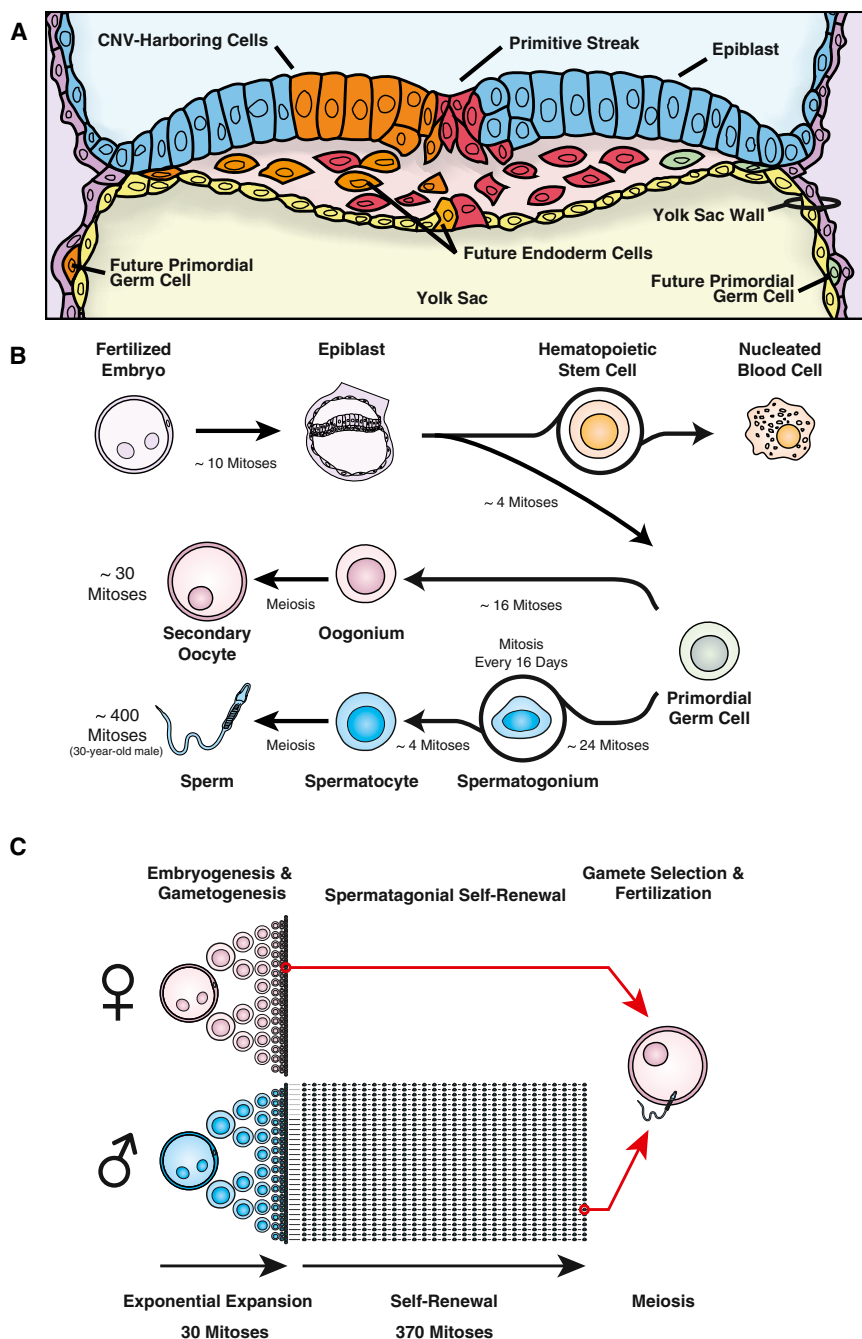 A
CNV-Harboring Cells
Primitive Streak
Epiblast
Yolk Sac Wall
Future Endoderm Cells
Future Primordial
Germ Cell
Future Primordial
Germ Cell
Yolk Sac
B
Fertilized
Embryo
Epiblast
Hematopoietic
Stem Cell
Nucleated
Blood Cell
~ 10 Mitoses
~ 4 Mitoses
~ 30
Mitoses
Meiosis
~ 16 Mitoses
Secondary
Oocyte
Oogonium
Mitosis
Every 16 Days
Primordial
Germ Cell
~ 400
Mitoses
(30-year-old male)
Meiosis
~ 4 Mitoses
~ 24 Mitoses
Sperm
Spermatocyte
Spermatogonium
C
Embryogenesis &
Gametogenesis
Spermatagonial Self-Renewal
Gamete Selection &
Fertilization
♀
♂
Exponential Expansion
Self-Renewal
Meiosis
30 Mitoses
370 Mitoses